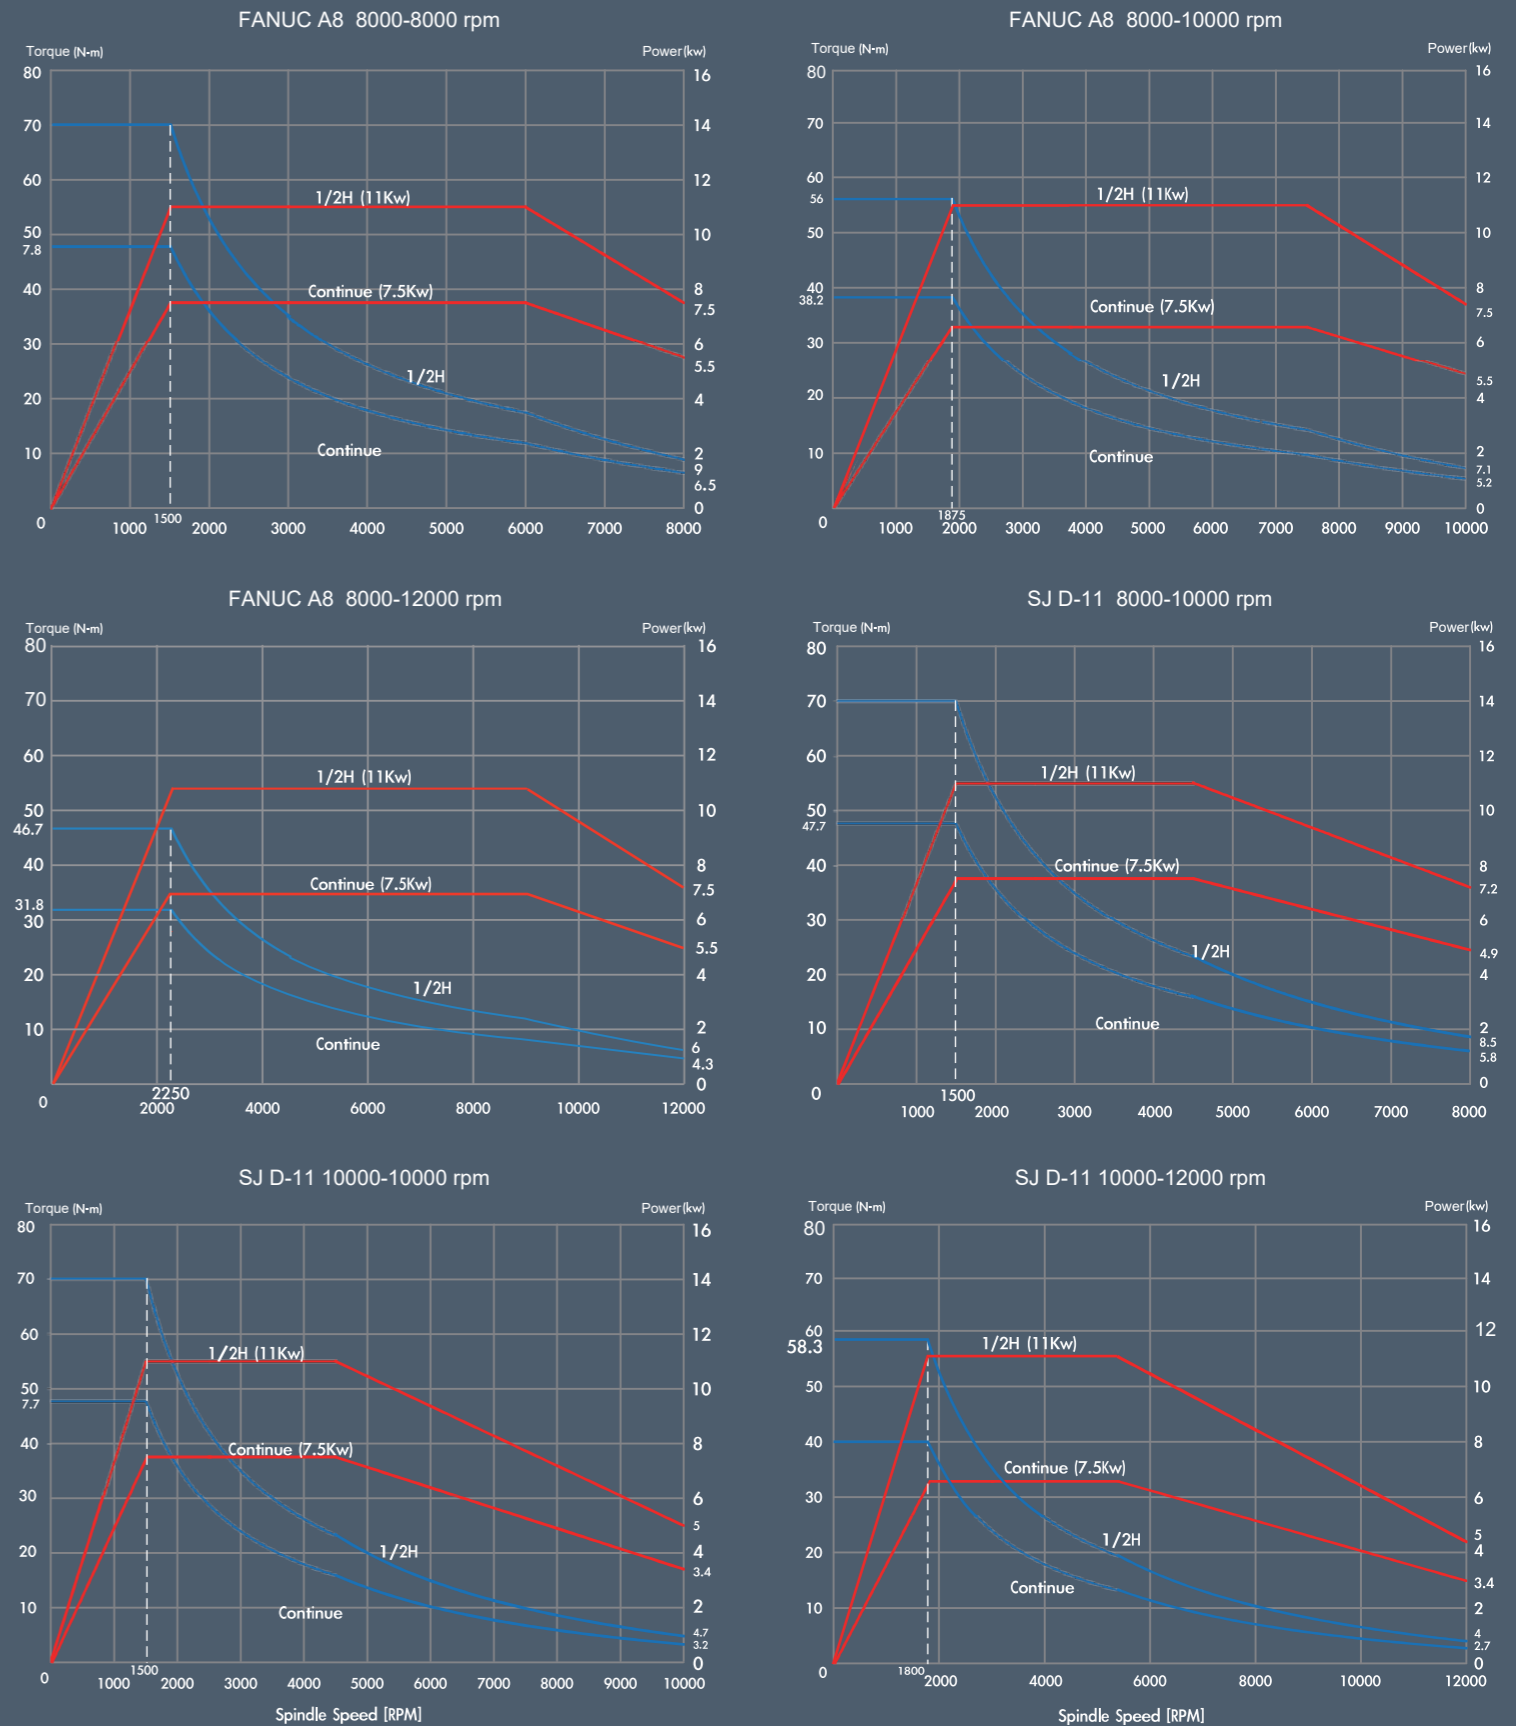 FANUC A8 8000-8000 rpm
Torque (N-m)
Power(kw)
80
70
60
50
7.8
40
30
20
10
0
16
14
12
10
8
7.5
6
5.5
4
2
9
6.5
0
1/2H (11Kw)
Continue (7.5Kw)
1/2H
Continue
1000 1500 2000 3000 4000 5000 6000 7000 8000
FANUC A8 8000-10000 rpm
Torque (N-m)
Power(kw)
80
70
60
56
50
40
38.2
30
20
10
0
16
14
12
10
8
7.5
6
5.5
4
2
7.1
5.2
0
1/2H (11Kw)
Continue (7.5Kw)
1/2H
Continue
1000 1875 2000 3000 4000 5000 6000 7000 8000 9000 10000
FANUC A8 8000-12000 rpm
Torque (N-m)
Power(kw)
80
70
60
50
46.7
40
31.8
30
20
10
0
16
14
12
10
8
7.5
6
5.5
4
2
6
4.3
0
1/2H (11Kw)
Continue (7.5Kw)
1/2H
Continue
2000 2250 4000 6000 8000 10000 12000
SJ D-11 8000-10000 rpm
Torque (N-m)
Power(kw)
80
70
60
50
47.7
40
30
20
10
0
16
14
12
10
8
7.2
6
4.9
4
2
8.5
5.8
0
1/2H (11Kw)
Continue (7.5Kw)
1/2H
Continue
1000 1500 2000 3000 4000 5000 6000 7000 8000
SJ D-11 10000-10000 rpm
Torque (N-m)
Power(kw)
80
70
60
50
7.7
40
30
20
10
0
16
14
12
10
8
6
5
4
3.4
2
4.7
3.2
0
1/2H (11Kw)
Continue (7.5Kw)
1/2H
Continue
1000 1500 2000 3000 4000 5000 6000 7000 8000 9000 10000
Spindle Speed [RPM]
SJ D-11 10000-12000 rpm
Torque (N-m)
Power(kw)
80
70
60
58.3
50
40
30
20
10
0
16
14
12
10
8
6
5
4
3.4
2
4
2.7
0
1/2H (11Kw)
Continue (7.5Kw)
1/2H
Continue
1800 2000 4000 6000 8000 10000 12000
Spindle Speed [RPM]